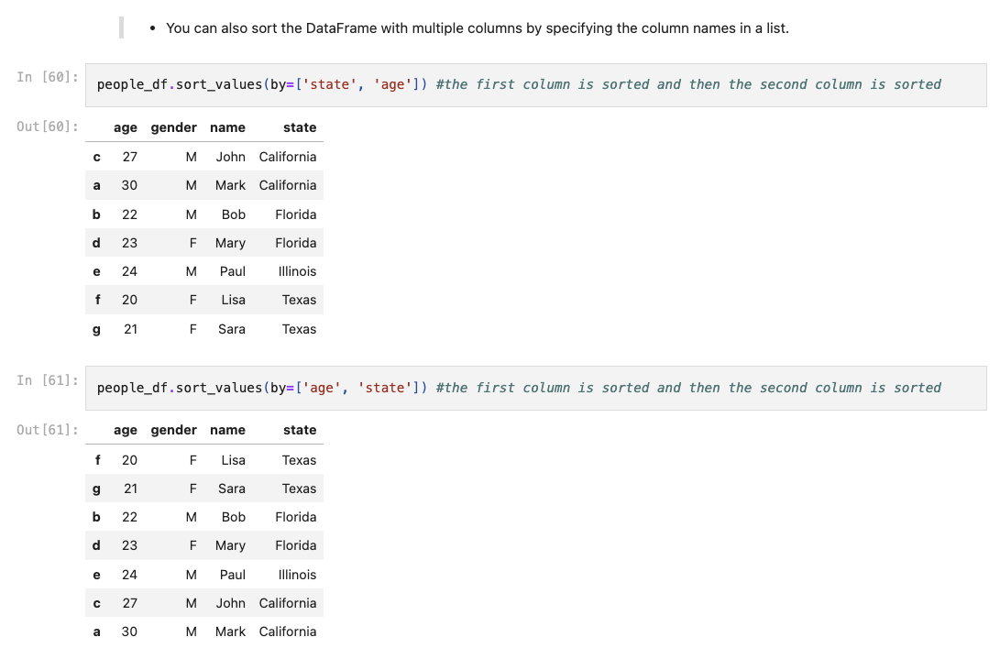 • You can also sort the DataFrame with multiple columns by specifying the column names in a list.
In [60]: people_df.sort_values(by=['state', 'age']) #the first column is sorted and then the second column is sorted
Out[60]:
age gender name state
c 27 M John California
a 30 M Mark California
b 22 M Bob Florida
d 23 F Mary Florida
e 24 M Paul Illinois
f 20 F Lisa Texas
g 21 F Sara Texas
In [61]: people_df.sort_values(by=['age', 'state']) #the first column is sorted and then the second column is sorted
Out[61]:
age gender name state
f 20 F Lisa Texas
g 21 F Sara Texas
b 22 M Bob Florida
d 23 F Mary Florida
e 24 M Paul Illinois
c 27 M John California
a 30 M Mark California